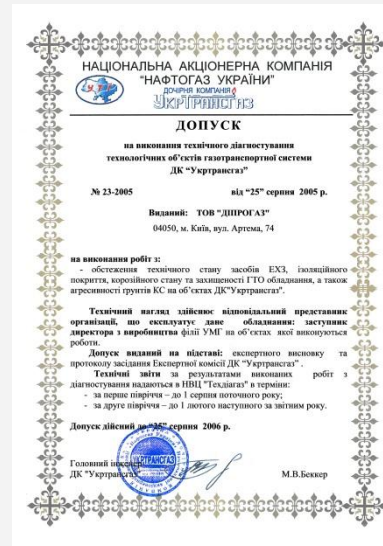 НАЦІОНАЛЬНА АКЦІОНЕРНА КОМПАНІЯ
"НАФТОГАЗ УКРАЇНИ"
УТГ
ДОЧІРНЯ КОМПАНІЯ
УКРТРАНСГАЗ
ДОПУСК
на виконання технічного діагностування
технологічних об'єктів газотранспортної системи
ДК "Укртрансгаз"
№ 23-2005 від "25" серпня 2005 р.
Виданий: ТОВ "ДІПРОГАЗ"
04050, м. Київ, вул. Артема, 74
на виконання робіт з:
- обстеження технічного стану засобів ЕХЗ, ізоляційного
покриття, корозійного стану та захищеності ГТО обладнання, а також
агресивності ґрунтів КС на об'єктах ДК"Укртрансгаз".
Технічний нагляд здійснює відповідальний представник
організації, що експлуатує дане обладнання: заступник
директора з виробництва філії УМГ на об'єктах якої виконуються
роботи.
Допуск виданий на підставі: експертного висновку та
протоколу засідання Експертної комісії ДК "Укртрансгаз" .
Технічні звіти за результатами виконаних робіт з
діагностування надаються в НВЦ "Техдіагаз" в терміни:
- за перше півріччя – до 1 серпня поточного року;
- за друге півріччя – до 1 лютого наступного за звітним року.
Допуск дійсний до "25" серпня 2006 р.
УКРТРАНСГАЗ
Головний інженер
ДК "Укртрансгаз" М.В.Беккер